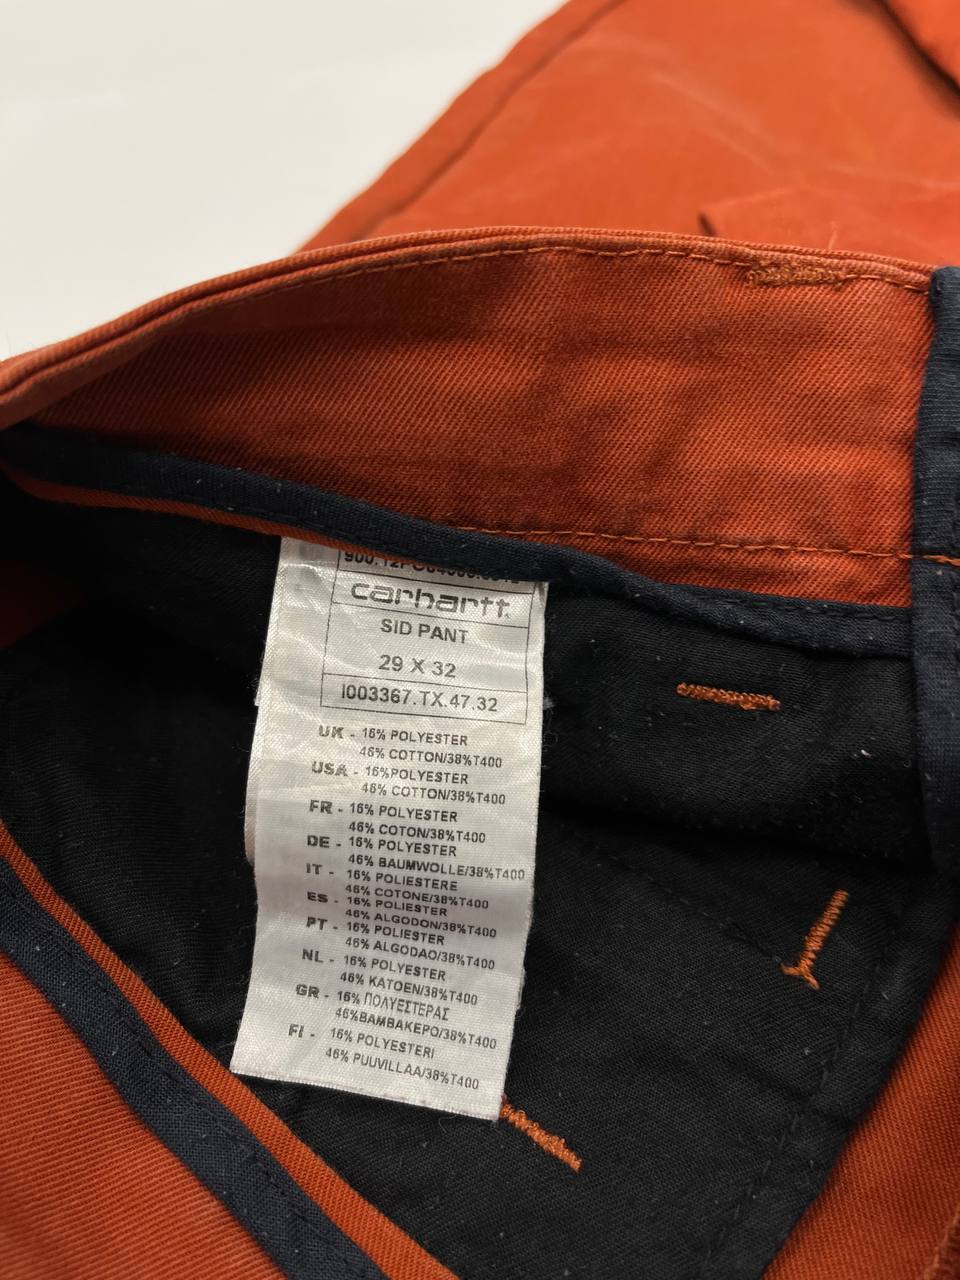 carhartt
SID PANT
29 X 32
I003367.TX.47.32
UK - 16% POLYESTER
46% COTTON/38%T400
USA - 16%POLYESTER
46% COTTON/38%T400
FR - 16% POLYESTER
46% COTON/38%T400
DE - 16% POLYESTER
46% BAUMWOLLE/38%T400
IT - 16% POLIESTERE
46% COTONE/38%T400
ES - 16% POLIESTER
46% ALGODON/38%T400
PT - 16% POLIESTER
46% ALGODAO/38%T400
NL - 16% POLYESTER
46% KATOEN/38%T400
GR - 16% ΠΟΛΥΕΣΤΕΡΑΣ
46%ΒΑΜΒΑΚΕΡΟ/38%T400
FI - 16% POLYESTERI
46% PUUVILLAA/38%T400